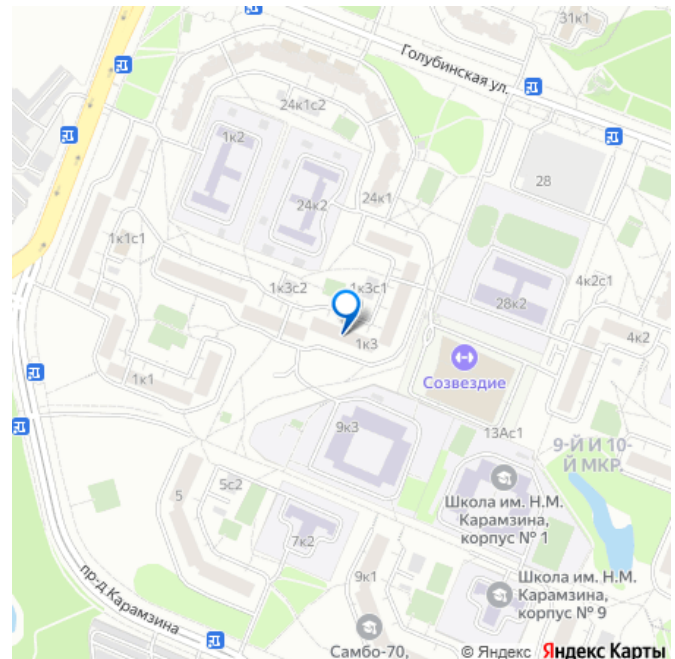 31к1
Голубинская ул.
24к1с2
1к2
28
24к2
24к1
1к1с1
1к3с2
1к3с1
4к2с1
28к2
1к3
4к2
Созвездие
1к1
9к3
13Ас1
9-Й И 10-
Й МКР.
5
5с2
Школа им. Н.М.
Карамзина,
корпус № 1
7к2
пр-д Карамзина
9к1
Школа им. Н.М.
Карамзина,
корпус № 9
Самбо-70,
© Яндекс Яндекс Карты